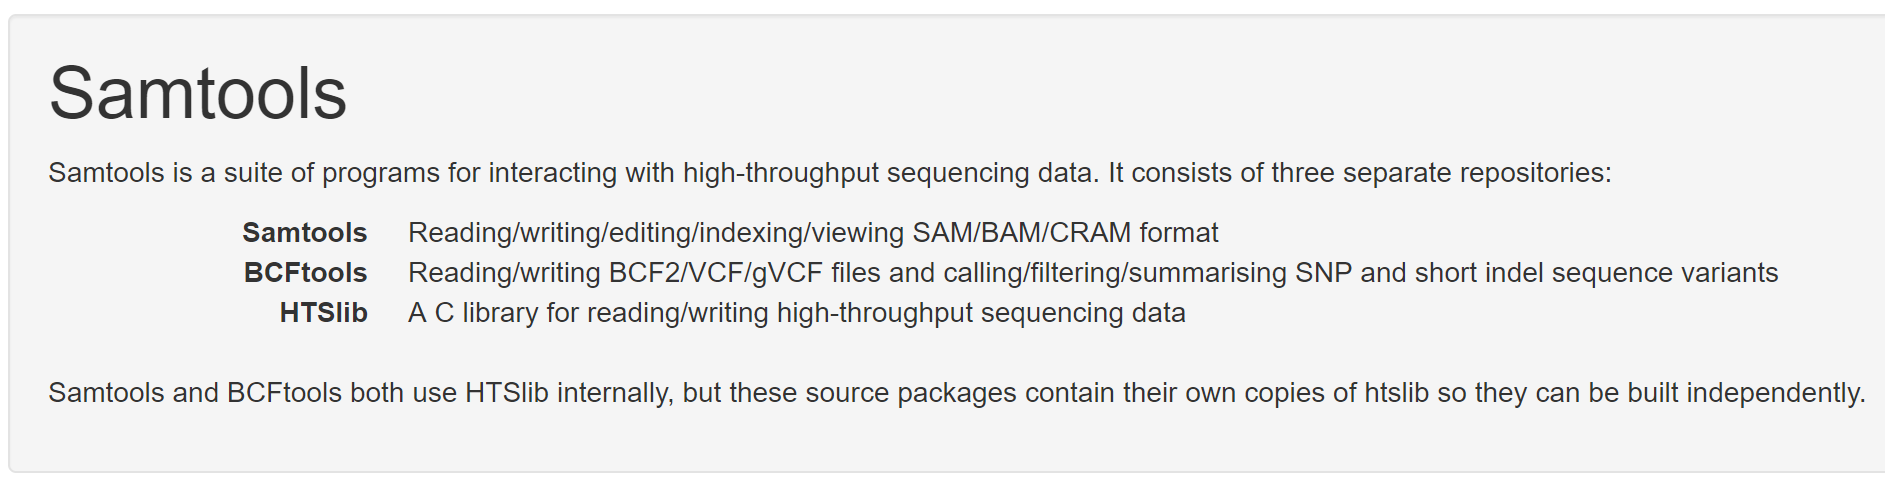 Samtools
Samtools is a suite of programs for interacting with high-throughput sequencing data. It consists of three separate repositories:
Samtools Reading/writing/editing/indexing/viewing SAM/BAM/CRAM format
BCFtools Reading/writing BCF2/VCF/gVCF files and calling/filtering/summarising SNP and short indel sequence variants
HTSlib A C library for reading/writing high-throughput sequencing data
Samtools and BCFtools both use HTSlib internally, but these source packages contain their own copies of htslib so they can be built independently.